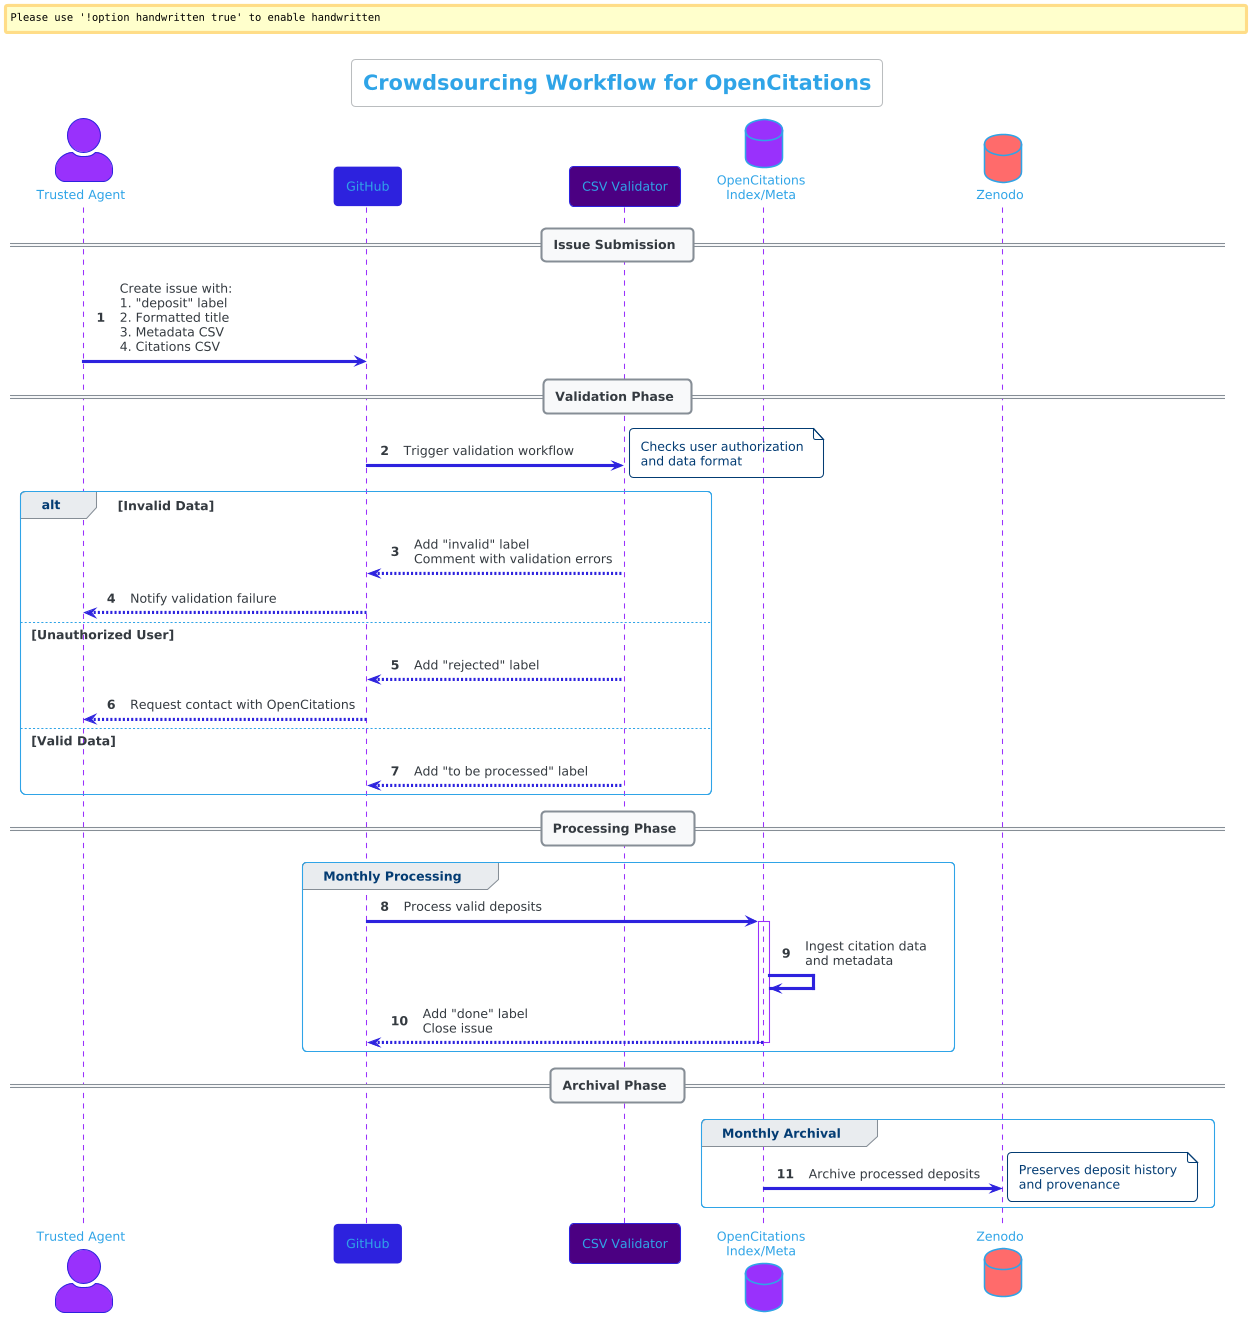 Please use '!option handwritten true' to enable handwritten
Crowdsourcing Workflow for OpenCitations
Trusted Agent
GitHub
CSV Validator
OpenCitations
Index/Meta
Zenodo
Issue Submission
1
Create issue with:
1. "deposit" label
2. Formatted title
3. Metadata CSV
4. Citations CSV
Validation Phase
2 Trigger validation workflow
Checks user authorization
and data format
alt [Invalid Data]
3
Add "invalid" label
Comment with validation errors
4 Notify validation failure
[Unauthorized User]
5 Add "rejected" label
6 Request contact with OpenCitations
[Valid Data]
7 Add "to be processed" label
Processing Phase
Monthly Processing
8 Process valid deposits
9
Ingest citation data
and metadata
10
Add "done" label
Close issue
Archival Phase
Monthly Archival
11 Archive processed deposits
Preserves deposit history
and provenance
Trusted Agent
GitHub
CSV Validator
OpenCitations
Index/Meta
Zenodo